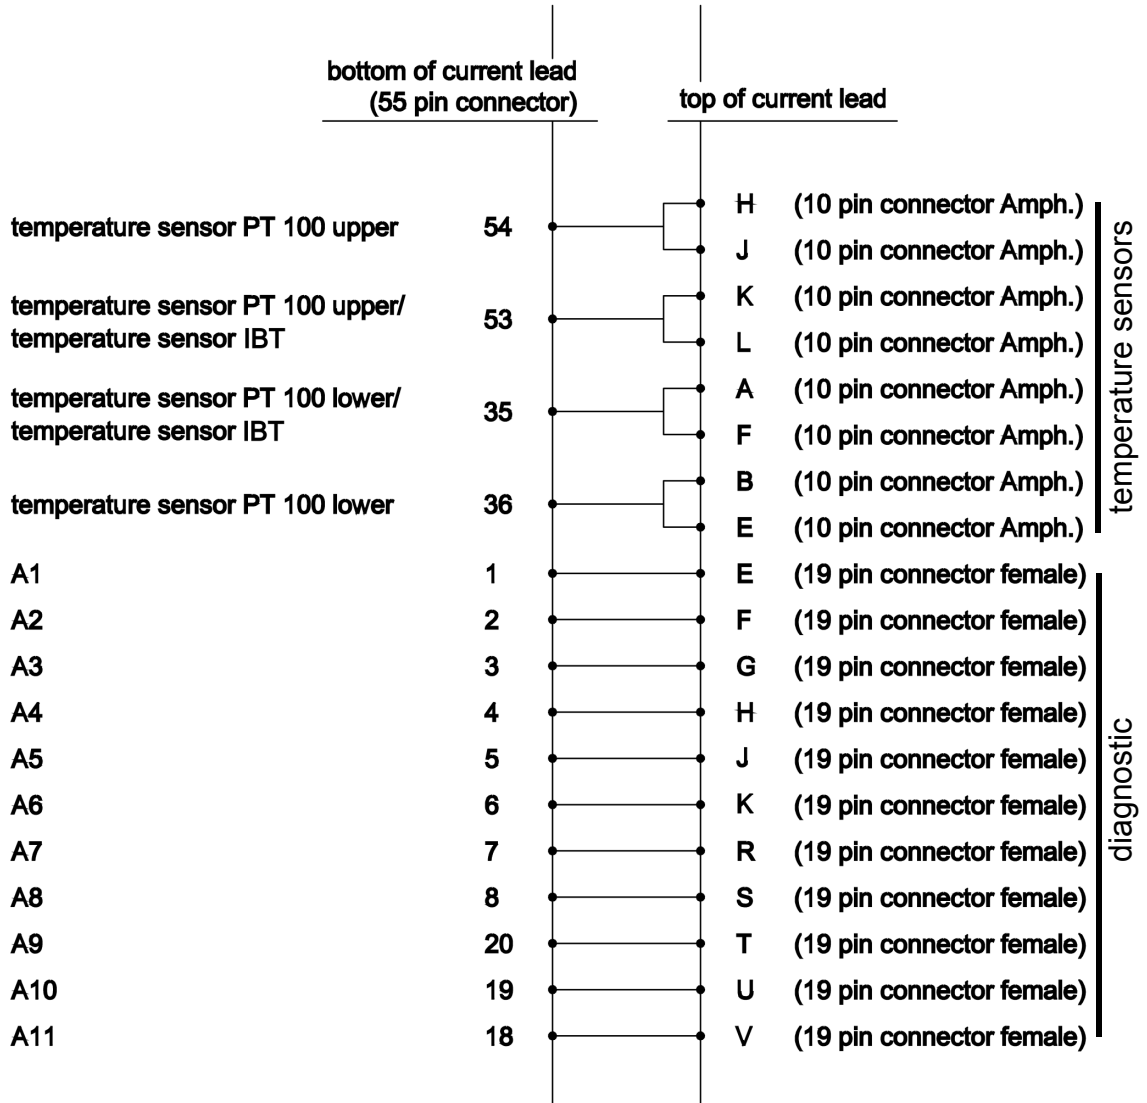 bottom of current lead
(55 pin connector)
top of current lead
temperature sensor PT 100 upper 54 H (10 pin connector Amph.)
J (10 pin connector Amph.)
temperature sensor PT 100 upper/
temperature sensor IBT 53 K (10 pin connector Amph.)
L (10 pin connector Amph.)
temperature sensor PT 100 lower/
temperature sensor IBT 35 A (10 pin connector Amph.)
F (10 pin connector Amph.)
temperature sensor PT 100 lower 36 B (10 pin connector Amph.)
E (10 pin connector Amph.)
temperature sensors
A1 1 E (19 pin connector female)
A2 2 F (19 pin connector female)
A3 3 G (19 pin connector female)
A4 4 H (19 pin connector female)
A5 5 J (19 pin connector female)
A6 6 K (19 pin connector female)
A7 7 R (19 pin connector female)
A8 8 S (19 pin connector female)
A9 20 T (19 pin connector female)
A10 19 U (19 pin connector female)
A11 18 V (19 pin connector female)
diagnostic